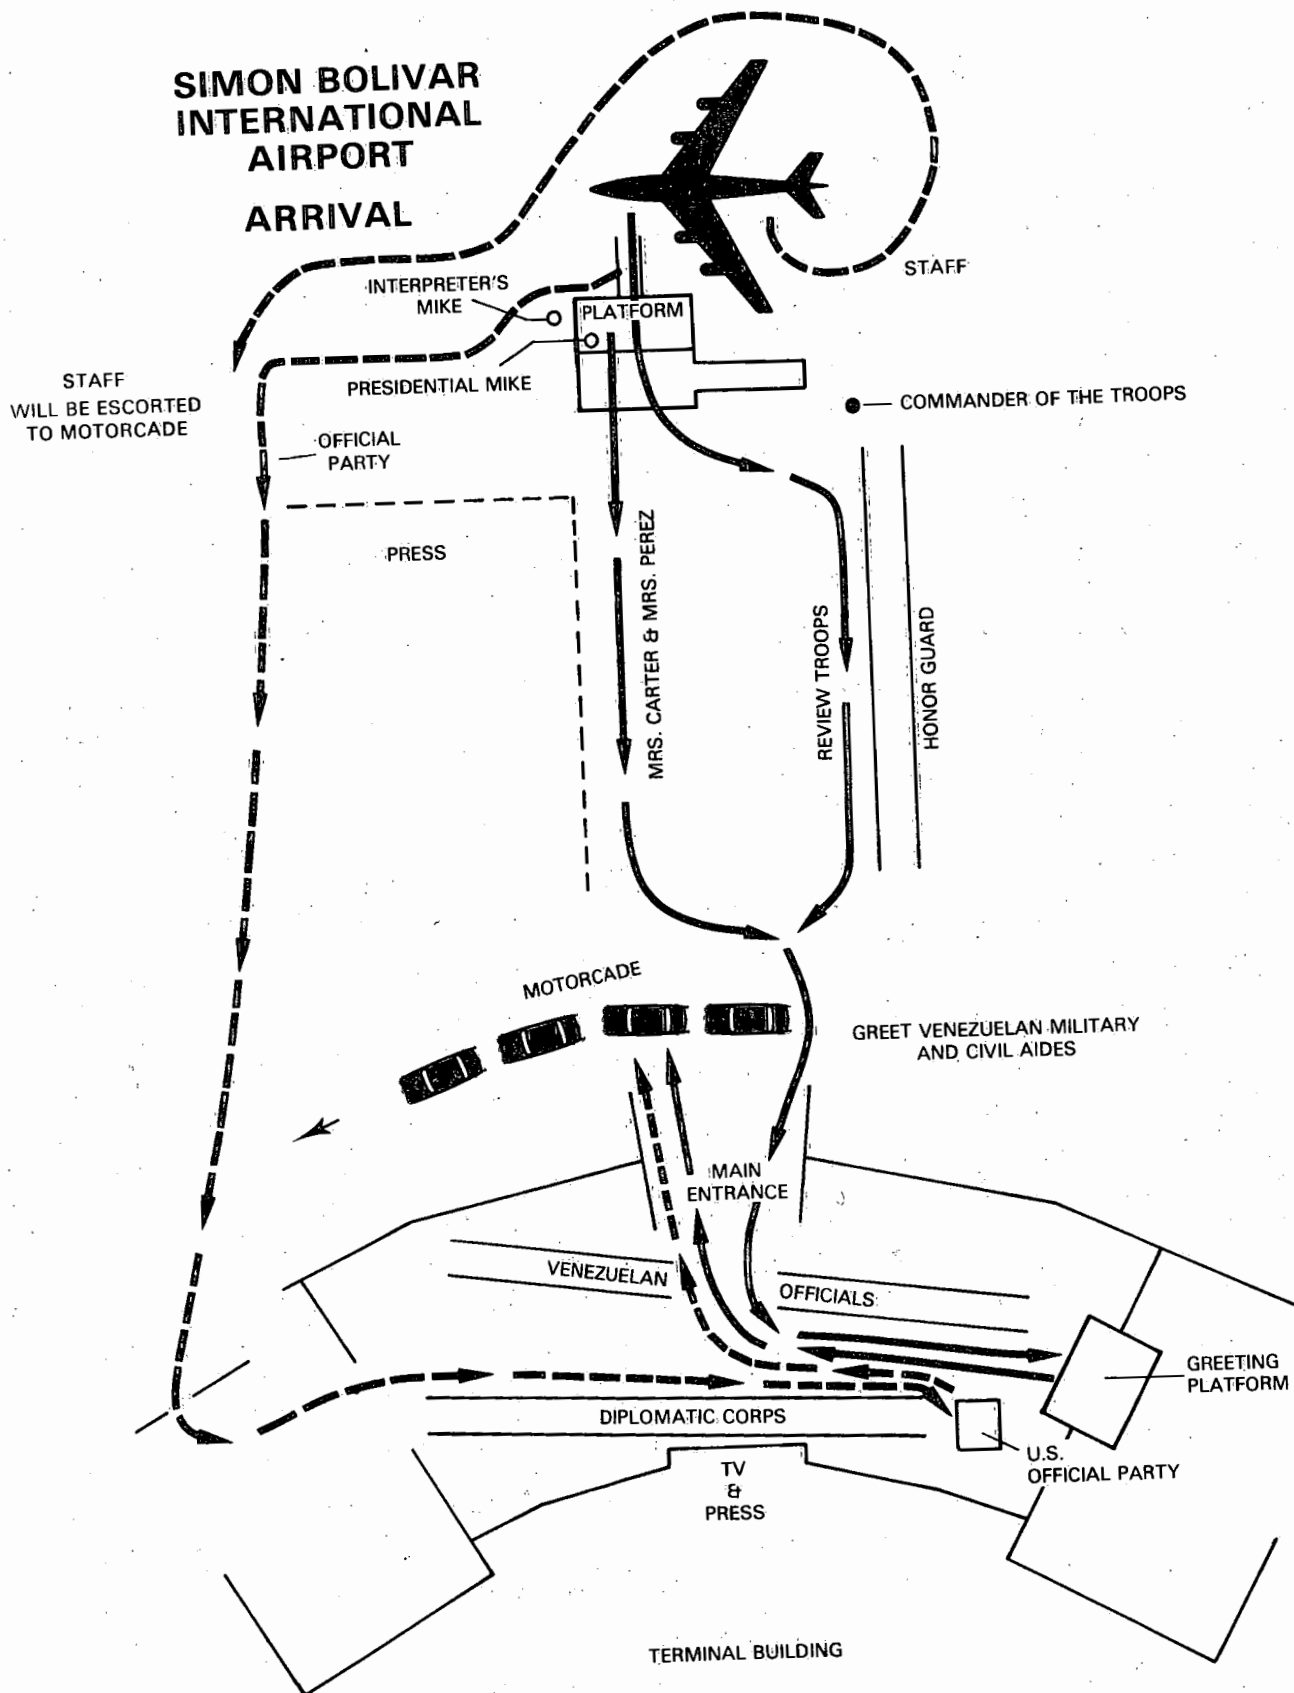 SIMON BOLIVAR
INTERNATIONAL
AIRPORT
ARRIVAL
STAFF
INTERPRETER'S
MIKE
PLATFORM
PRESIDENTIAL MIKE
STAFF
WILL BE ESCORTED
TO MOTORCADE
COMMANDER OF THE TROOPS
OFFICIAL
PARTY
PRESS
MRS. CARTER & MRS. PEREZ
REVIEW TROOPS
HONOR GUARD
MOTORCADE
GREET VENEZUELAN MILITARY
AND CIVIL AIDES
MAIN
ENTRANCE
VENEZUELAN
OFFICIALS
GREETING
PLATFORM
DIPLOMATIC CORPS
U.S.
OFFICIAL PARTY
TV
&
PRESS
TERMINAL BUILDING